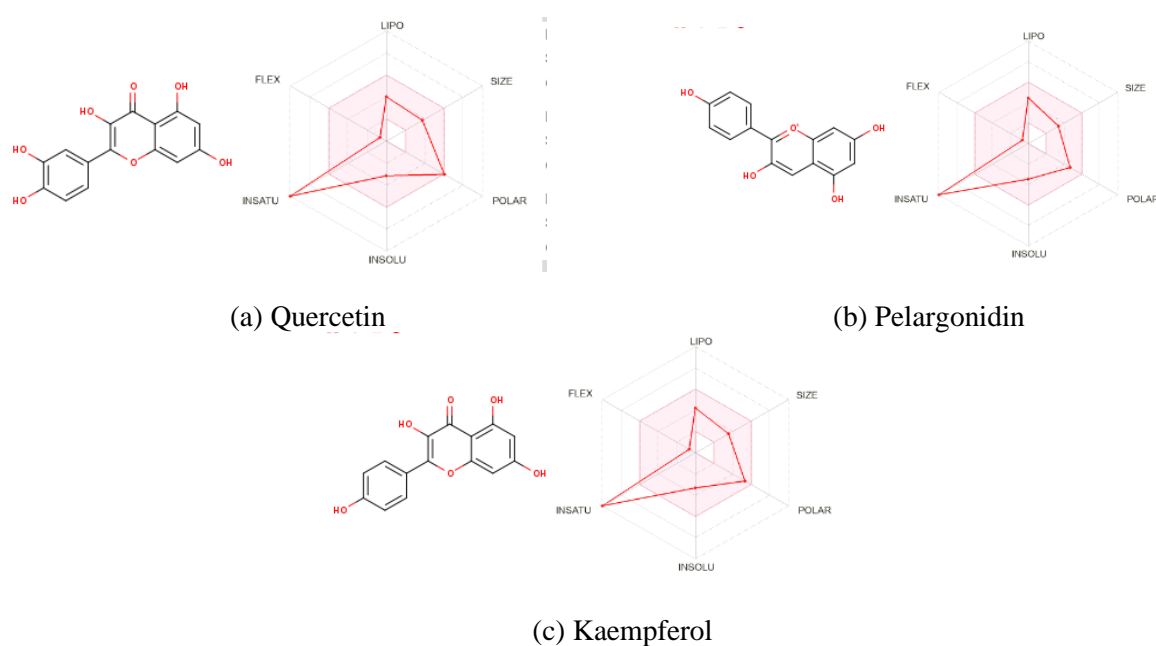 LIPO
FLEX
SIZE
O
OH
HO
HO
O
OH
HO
INSATU
POLAR
INSOLU
(a) Quercetin
LIPO
FLEX
SIZE
HO
O⁺
OH
HO
OH
INSATU
POLAR
INSOLU
(b) Pelargonidin
LIPO
FLEX
SIZE
O
OH
HO
O
OH
HO
INSATU
POLAR
INSOLU
(c) Kaempferol